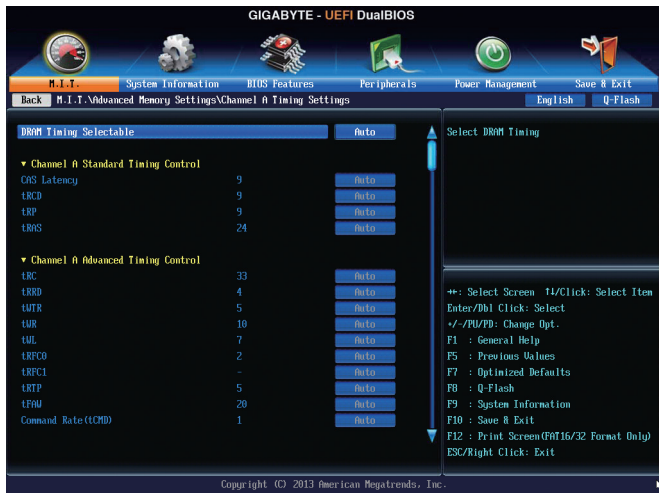 GIGABYTE - UEFI DualBIOS
M.I.T. System Information BIOS Features Peripherals Power Management Save & Exit
Back M.I.T.\Advanced Memory Settings\Channel A Timing Settings English Q-Flash
DRAM Timing Selectable Auto
Select DRAM Timing
▼ Channel A Standard Timing Control
CAS Latency 9 Auto
tRCD 9 Auto
tRP 9 Auto
tRAS 24 Auto
▼ Channel A Advanced Timing Control
tRC 33 Auto
tRRD 4 Auto
tWTR 5 Auto
tWR 10 Auto
tWL 7 Auto
tRFC0 2 Auto
tRFC1 - Auto
tRTP 5 Auto
tFAW 20 Auto
Command Rate(tCMD) 1 Auto
→←: Select Screen ↑↓/Click: Select Item
Enter/Dbl Click: Select
+/-/PU/PD: Change Opt.
F1 : General Help
F5 : Previous Values
F7 : Optimized Defaults
F8 : Q-Flash
F9 : System Information
F10 : Save & Exit
F12 : Print Screen(FAT16/32 Format Only)
ESC/Right Click: Exit
Copyright (C) 2013 American Megatrends, Inc.